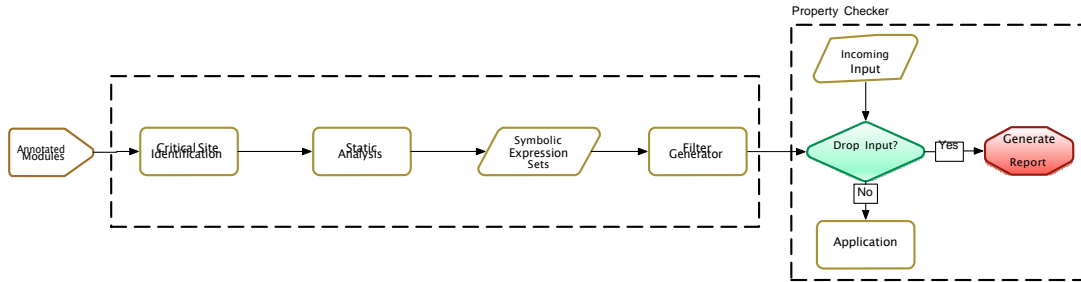 Property Checker
Incoming
Input
Annotated
Modules
Critical Site
Identification
Static
Analysis
Symbolic
Expression
Sets
Filter
Generator
Drop Input?
Yes
Generate
Report
No
Application